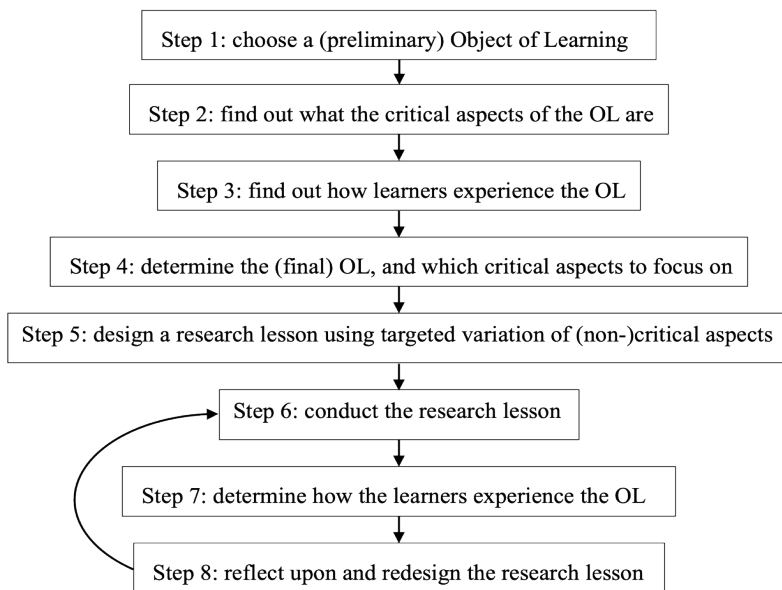 Step 1: choose a (preliminary) Object of Learning
Step 2: find out what the critical aspects of the OL are
Step 3: find out how learners experience the OL
Step 4: determine the (final) OL, and which critical aspects to focus on
Step 5: design a research lesson using targeted variation of (non-)critical aspects
Step 6: conduct the research lesson
Step 7: determine how the learners experience the OL
Step 8: reflect upon and redesign the research lesson